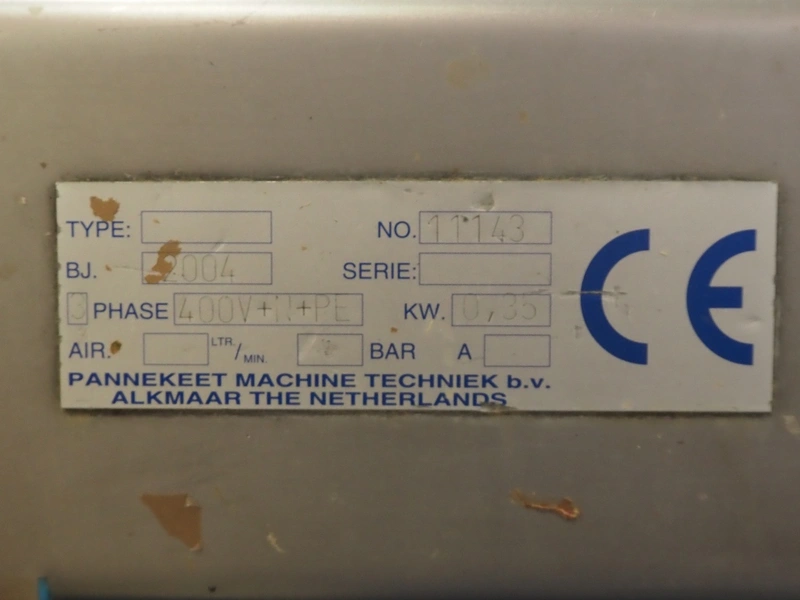 TYPE: NO. 11143
BJ. 2004 SERIE:
3 PHASE 400V+N+PE KW. 0,35
AIR. LTR./MIN. BAR A
PANNEKEET MACHINE TECHNIEK b.v.
ALKMAAR THE NETHERLANDS
CE